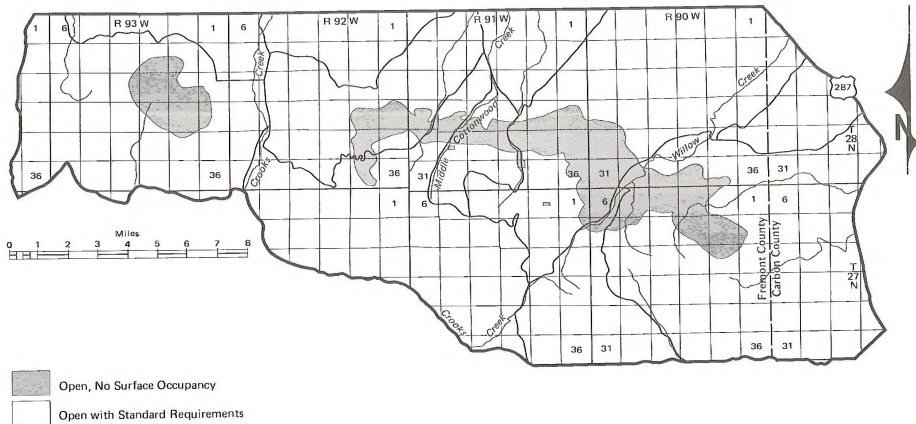 R 93 W R 92 W R 91 W R 90 W
1 6 1 6 1 1 1
Creek
Creek
Creek
287
Cottonwood
Middle
Willow
Crooks
T
28
N
N
36 36 36 31 36 31 36 31
1 6 1 6 1 6
Miles
0 1 2 3 4 5 6 7 8
Fremont County
Carbon County
T
27
N
Crooks
Creek
36 31 36 31
Open, No Surface Occupancy
Open with Standard Requirements